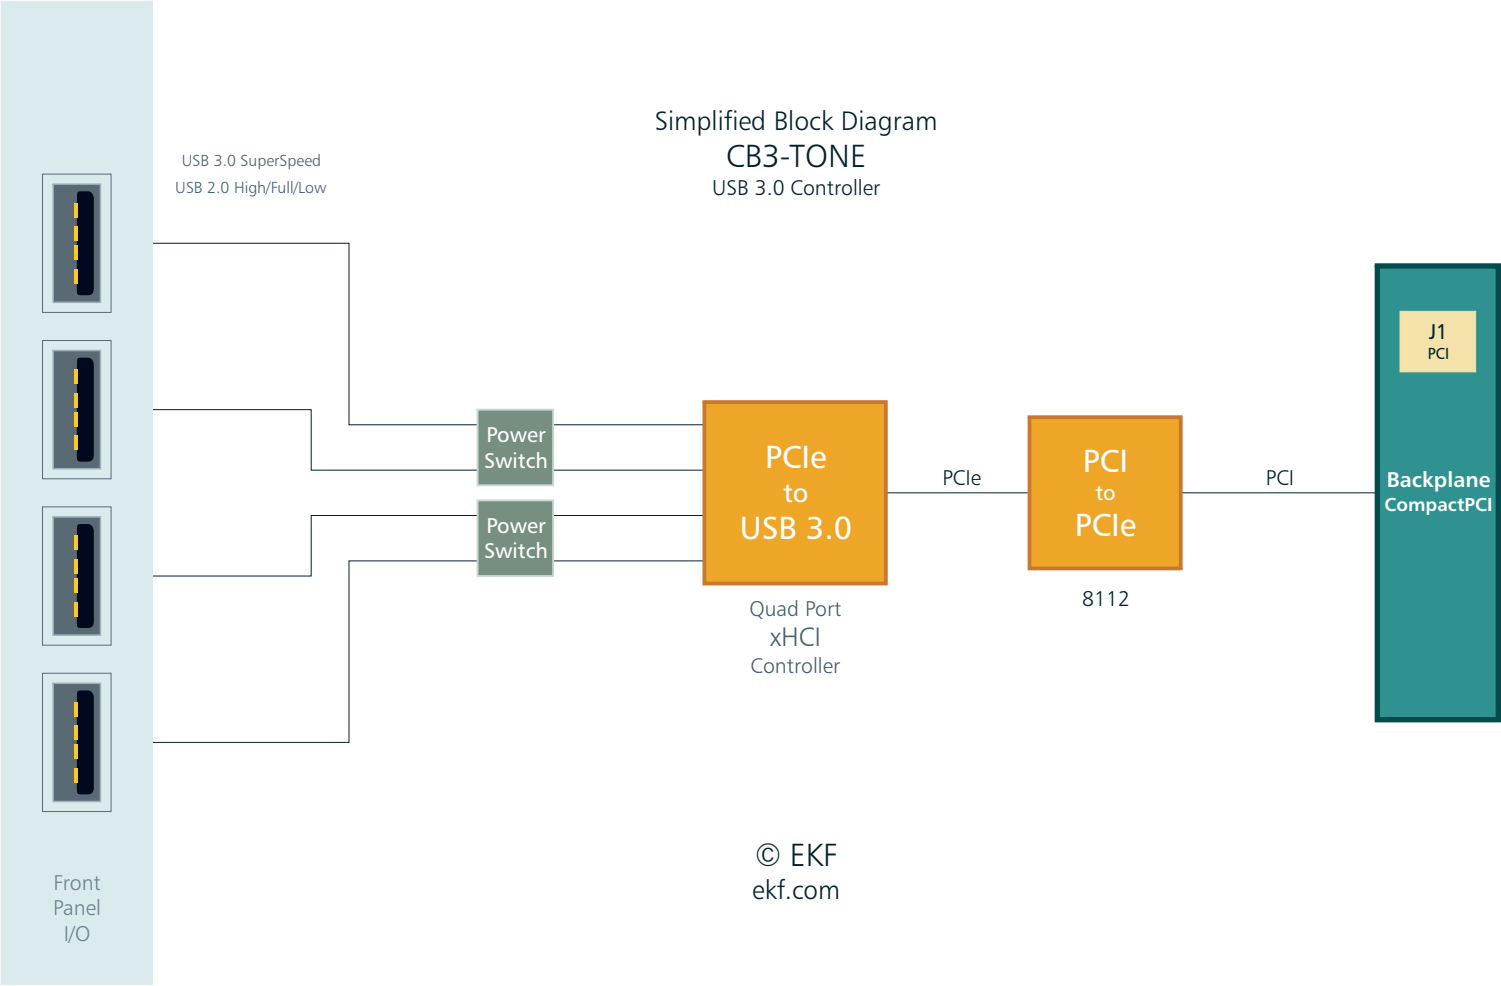 Simplified Block Diagram
CB3-TONE
USB 3.0 Controller
USB 3.0 SuperSpeed
USB 2.0 High/Full/Low
Power
Switch
Power
Switch
PCIe
to
USB 3.0
Quad Port
xHCI
Controller
PCIe
PCI
to
PCIe
8112
PCI
J1
PCI
Backplane
CompactPCI
Front
Panel
I/O
© EKF
ekf.com